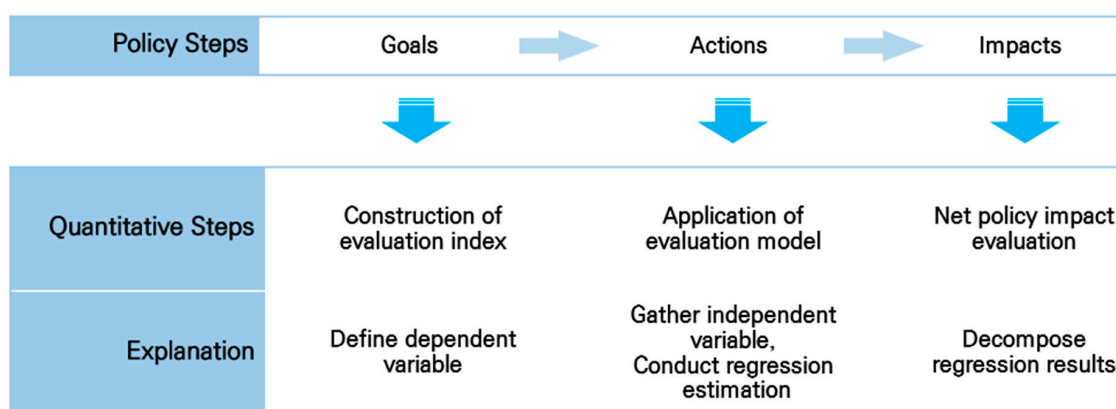 Policy Steps
Goals
Actions
Impacts
Quantitative Steps
Construction of
evaluation index
Application of
evaluation model
Net policy impact
evaluation
Explanation
Define dependent
variable
Gather independent
variable,
Conduct regression
estimation
Decompose
regression results